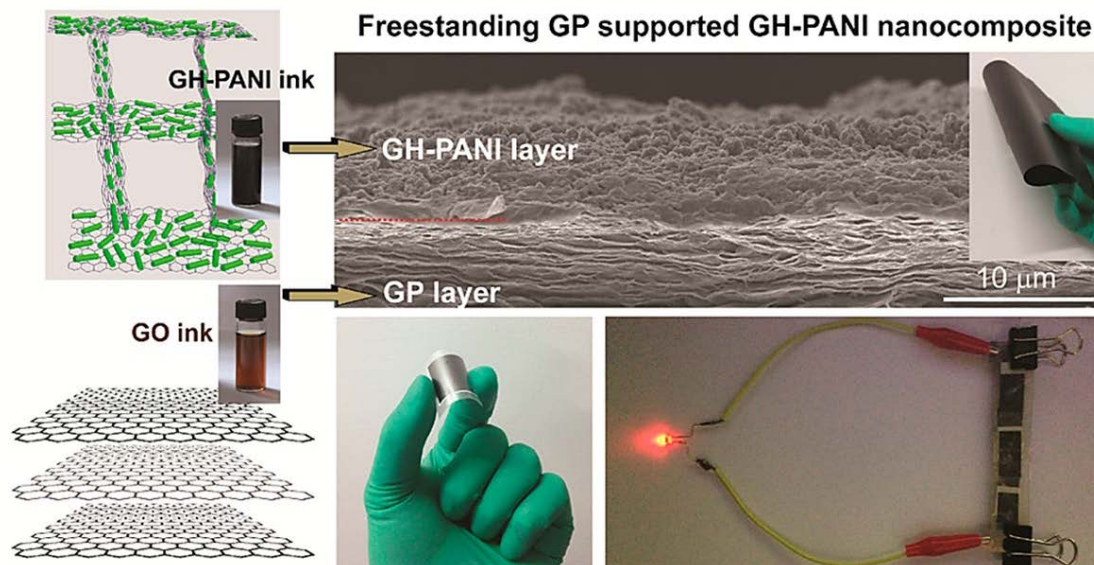 Freestanding GP supported GH-PANI nanocomposite
GH-PANI ink
GH-PANI layer
GP layer
10 μm
GO ink